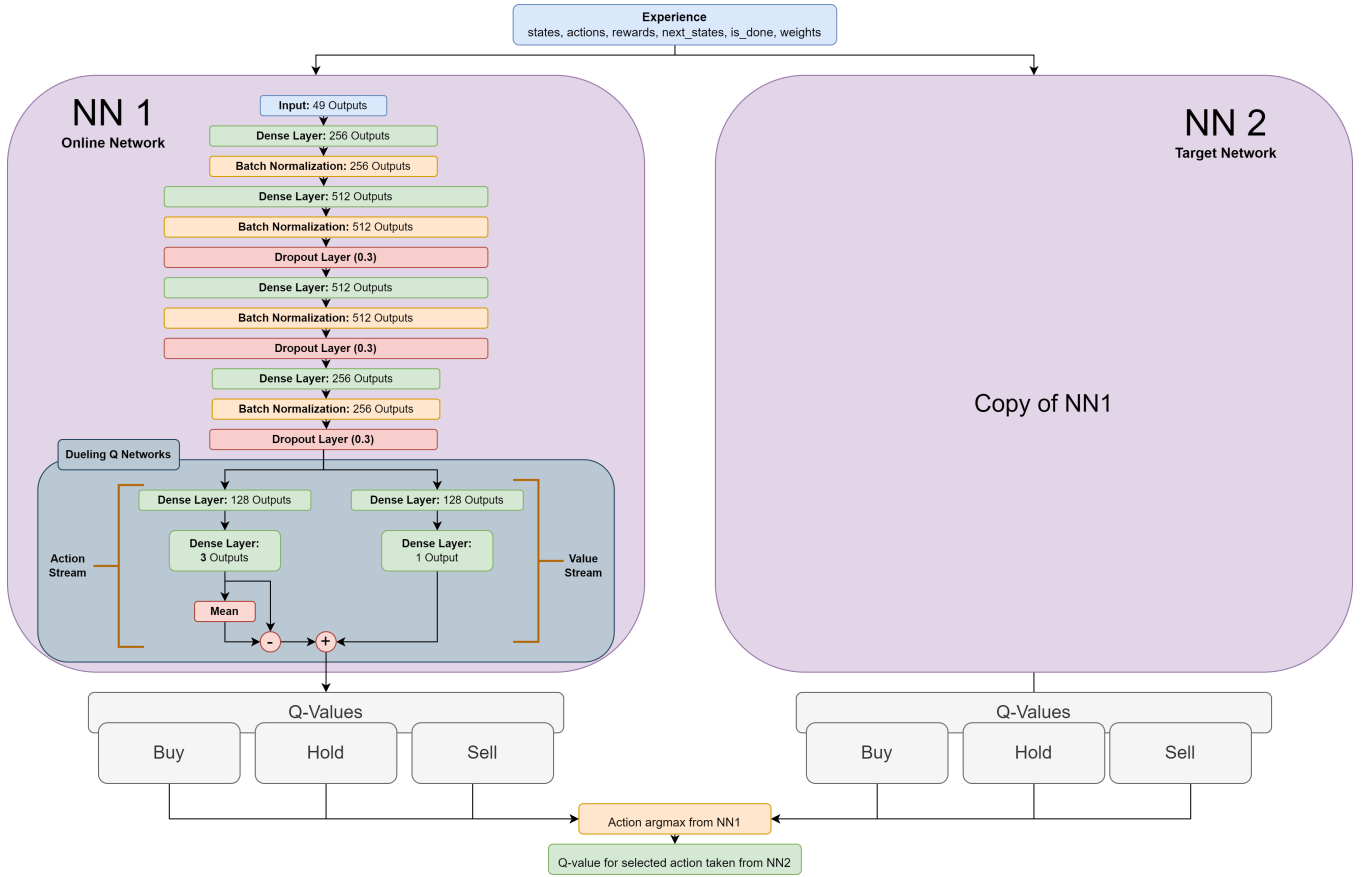 Experience
states, actions, rewards, next_states, is_done, weights
NN 1
Online Network
Input: 49 Outputs
Dense Layer: 256 Outputs
Batch Normalization: 256 Outputs
Dense Layer: 512 Outputs
Batch Normalization: 512 Outputs
Dropout Layer (0.3)
Dense Layer: 512 Outputs
Batch Normalization: 512 Outputs
Dropout Layer (0.3)
Dense Layer: 256 Outputs
Batch Normalization: 256 Outputs
Dropout Layer (0.3)
Dueling Q Networks
Action
Stream
Dense Layer: 128 Outputs
Dense Layer:
3 Outputs
Mean
-
+
Dense Layer: 128 Outputs
Dense Layer:
1 Output
Value
Stream
Q-Values
Buy
Hold
Sell
NN 2
Target Network
Copy of NN1
Q-Values
Buy
Hold
Sell
Action argmax from NN1
Q-value for selected action taken from NN2